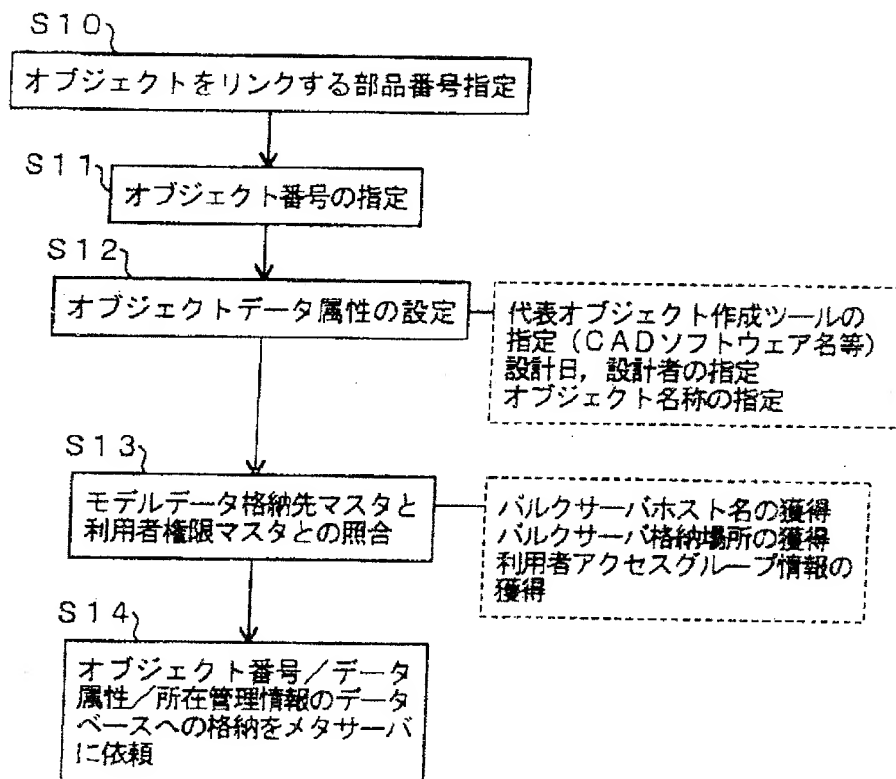 S10
オブジェクトをリンクする部品番号指定
S11
オブジェクト番号の指定
S12
オブジェクトデータ属性の設定
代表オブジェクト作成ツールの
指定（CADソフトウェア名等）
設計日，設計者の指定
オブジェクト名称の指定
S13
モデルデータ格納先マスタと
利用者権限マスタとの照合
バルクサーバホスト名の獲得
バルクサーバ格納場所の獲得
利用者アクセスグループ情報の
獲得
S14
オブジェクト番号／データ
属性／所在管理情報のデータ
ベースへの格納をメタサーバ
に依頼